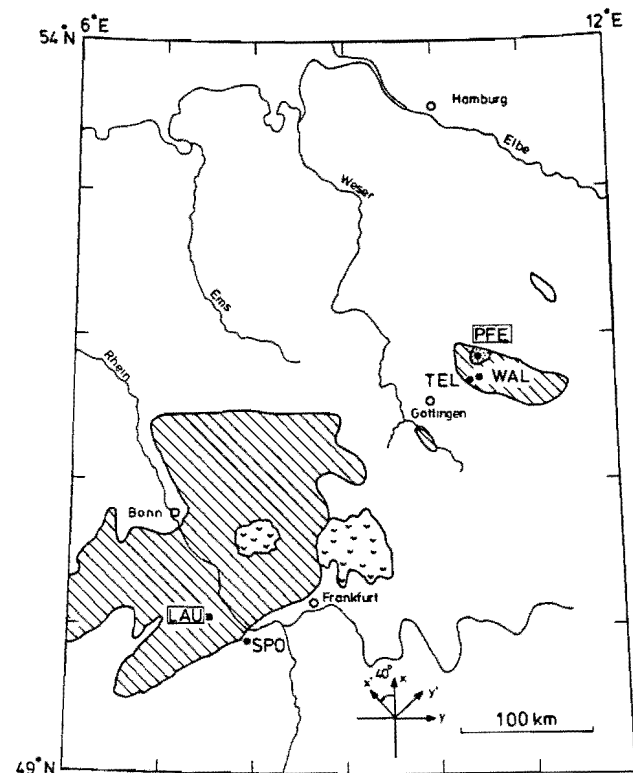 6°E
12°E
54°N
Hamburg
Elbe
Weser
Ems
Rhein
PFE
TEL
WAL
Göttingen
Bonn
Frankfurt
LAU
SPO
x' 40° x
y'
y
100 km
49°N